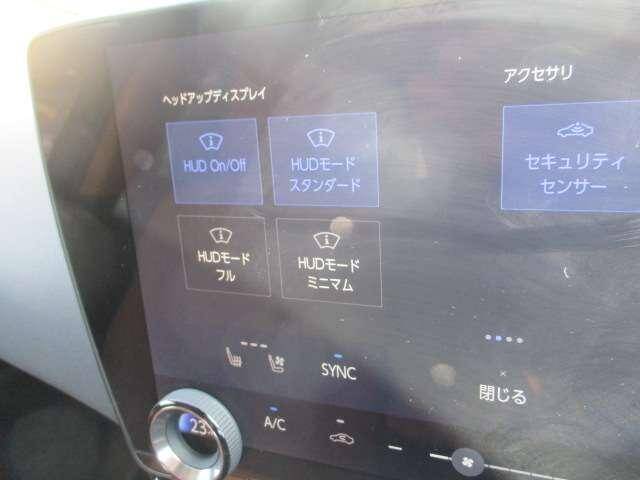 ヘッドアップディスプレイ
アクセサリ
HUD On/Off
HUDモード
スタンダード
セキュリティ
センサー
HUDモード
フル
HUDモード
ミニマム
SYNC
閉じる
A/C